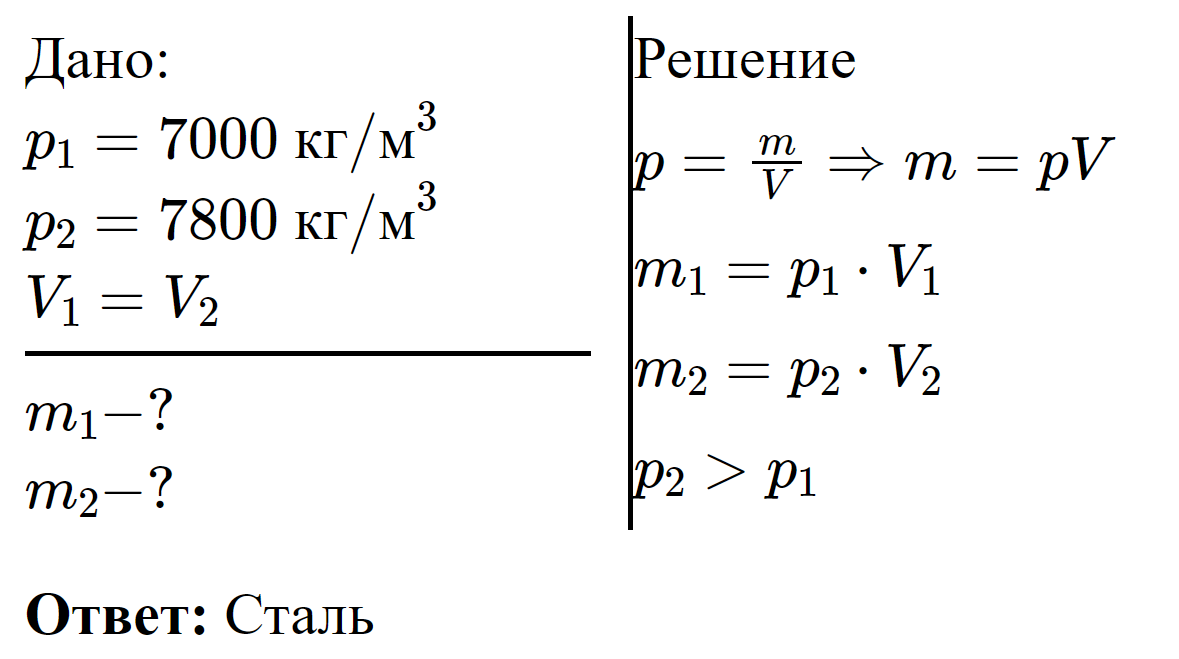 Дано:
p₁ = 7000 кг/м³
p₂ = 7800 кг/м³
V₁ = V₂
m₁−?
m₂−?
Решение
p = m/V ⇒ m = pV
m₁ = p₁ · V₁
m₂ = p₂ · V₂
p₂ > p₁
Ответ: Сталь